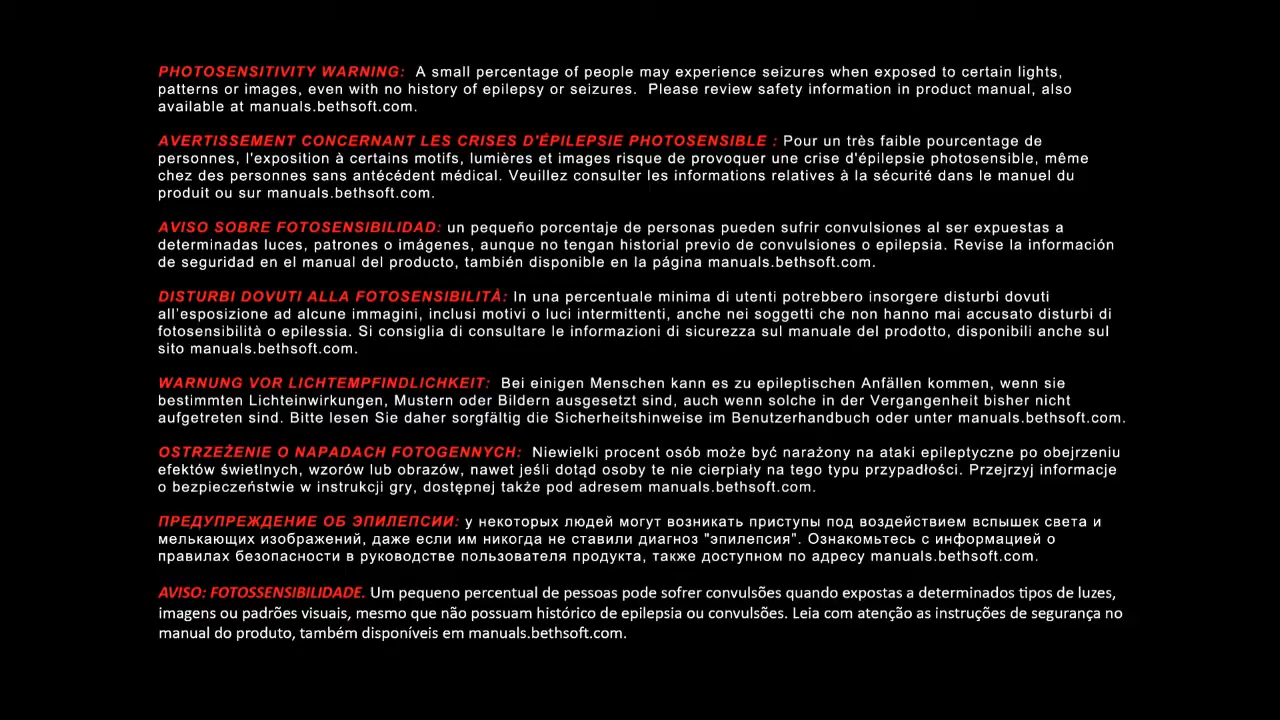 PHOTOSENSITIVITY WARNING: A small percentage of people may experience seizures when exposed to certain lights,
patterns or images, even with no history of epilepsy or seizures. Please review safety information in product manual, also
available at manuals.bethsoft.com.
AVERTISSEMENT CONCERNANT LES CRISES D'ÉPILEPSIE PHOTOSENSIBLE : Pour un très faible pourcentage de
personnes, l'exposition à certains motifs, lumières et images risque de provoquer une crise d'épilepsie photosensible, même
chez des personnes sans antécédent médical. Veuillez consulter les informations relatives à la sécurité dans le manuel du
produit ou sur manuals.bethsoft.com.
AVISO SOBRE FOTOSENSIBILIDAD: un pequeño porcentaje de personas pueden sufrir convulsiones al ser expuestas a
determinadas luces, patrones o imágenes, aunque no tengan historial previo de convulsiones o epilepsia. Revise la información
de seguridad en el manual del producto, también disponible en la página manuals.bethsoft.com.
DISTURBI DOVUTI ALLA FOTOSENSIBILITÀ: In una percentuale minima di utenti potrebbero insorgere disturbi dovuti
all'esposizione ad alcune immagini, inclusi motivi o luci intermittenti, anche nei soggetti che non hanno mai accusato disturbi di
fotosensibilità o epilessia. Si consiglia di consultare le informazioni di sicurezza sul manuale del prodotto, disponibili anche sul
sito manuals.bethsoft.com.
WARNUNG VOR LICHTEMPFINDLICHKEIT: Bei einigen Menschen kann es zu epileptischen Anfällen kommen, wenn sie
bestimmten Lichteinwirkungen, Mustern oder Bildern ausgesetzt sind, auch wenn solche in der Vergangenheit bisher nicht
aufgetreten sind. Bitte lesen Sie daher sorgfältig die Sicherheitshinweise im Benutzerhandbuch oder unter manuals.bethsoft.com.
OSTRZEŻENIE O NAPADACH FOTOGENNYCH: Niewielki procent osób może być narażony na ataki epileptyczne po obejrzeniu
efektów świetlnych, wzorów lub obrazów, nawet jeśli dotąd osoby te nie cierpiały na tego typu przypadłości. Przejrzyj informacje
o bezpieczeństwie w instrukcji gry, dostępnej także pod adresem manuals.bethsoft.com.
ПРЕДУПРЕЖДЕНИЕ ОБ ЭПИЛЕПСИИ: у некоторых людей могут возникать приступы под воздействием вспышек света и
мелькающих изображений, даже если им никогда не ставили диагноз "эпилепсия". Ознакомьтесь с информацией о
правилах безопасности в руководстве пользователя продукта, также доступном по адресу manuals.bethsoft.com.
AVISO: FOTOSSENSIBILIDADE. Um pequeno percentual de pessoas pode sofrer convulsões quando expostas a determinados tipos de luzes,
imagens ou padrões visuais, mesmo que não possuam histórico de epilepsia ou convulsões. Leia com atenção as instruções de segurança no
manual do produto, também disponíveis em manuals.bethsoft.com.